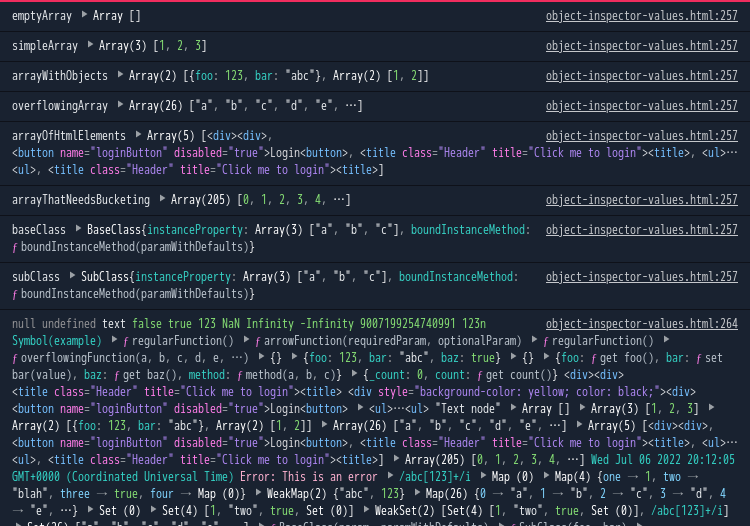 emptyArray ▶ Array [] object-inspector-values.html:257
simpleArray ▶ Array(3) [1, 2, 3] object-inspector-values.html:257
arrayWithObjects ▶ Array(2) [{foo: 123, bar: "abc"}, Array(2) [1, 2]] object-inspector-values.html:257
overflowingArray ▶ Array(26) ["a", "b", "c", "d", "e", …] object-inspector-values.html:257
arrayOfHtmlElements ▶ Array(5) [<div><div>, object-inspector-values.html:257
<button name="loginButton" disabled="true">Login<button>, <title class="Header" title="Click me to login"><title>, <ul>…
<ul>, <title class="Header" title="Click me to login"><title>]
arrayThatNeedsBucketing ▶ Array(205) [0, 1, 2, 3, 4, …] object-inspector-values.html:257
baseClass ▶ BaseClass{instanceProperty: Array(3) ["a", "b", "c"], boundInstanceMethod: object-inspector-values.html:257
ƒ boundInstanceMethod(paramWithDefaults)}
subClass ▶ SubClass{instanceProperty: Array(3) ["a", "b", "c"], boundInstanceMethod: object-inspector-values.html:257
ƒ boundInstanceMethod(paramWithDefaults)}
null undefined text false true 123 NaN Infinity -Infinity 9007199254740991 123n object-inspector-values.html:264
Symbol(example) ▶ ƒ regularFunction() ▶ ƒ arrowFunction(requiredParam, optionalParam) ▶ ƒ regularFunction() ▶
ƒ overflowingFunction(a, b, c, d, e, …) ▶ {} ▶ {foo: 123, bar: "abc", baz: true} ▶ {} ▶ {foo: ƒ get foo(), bar: ƒ set
bar(value), baz: ƒ get baz(), method: ƒ method(a, b, c)} ▶ {_count: 0, count: ƒ get count()} <div><div>
<title class="Header" title="Click me to login"><title> <div style="background-color: yellow; color: black;"><div>
<button name="loginButton" disabled="true">Login<button> ▶ <ul>…<ul> "Text node" ▶ Array [] ▶ Array(3) [1, 2, 3] ▶
Array(2) [{foo: 123, bar: "abc"}, Array(2) [1, 2]] ▶ Array(26) ["a", "b", "c", "d", "e", …] ▶ Array(5) [<div><div>,
<button name="loginButton" disabled="true">Login<button>, <title class="Header" title="Click me to login"><title>, <ul>…
<ul>, <title class="Header" title="Click me to login"><title>] ▶ Array(205) [0, 1, 2, 3, 4, …] Wed Jul 06 2022 20:12:05
GMT+0000 (Coordinated Universal Time) Error: This is an error ▶ /abc[123]+/i ▶ Map (0) ▶ Map(4) {one → 1, two →
"blah", three → true, four → Map (0)} ▶ WeakMap(2) {"abc", 123} ▶ Map(26) {0 → "a", 1 → "b", 2 → "c", 3 → "d", 4
→ "e", …} ▶ Set (0) ▶ Set(4) [1, "two", true, Set (0)] ▶ WeakSet(2) [Set(4) [1, "two", true, Set (0)], /abc[123]+/i]
▶ Set(26) ["a", "b", "c", "d", "e", …] ▶ ƒ BaseClass(param, paramWithDefaults) ▶ ƒ SubClass(foo, bar) ▶